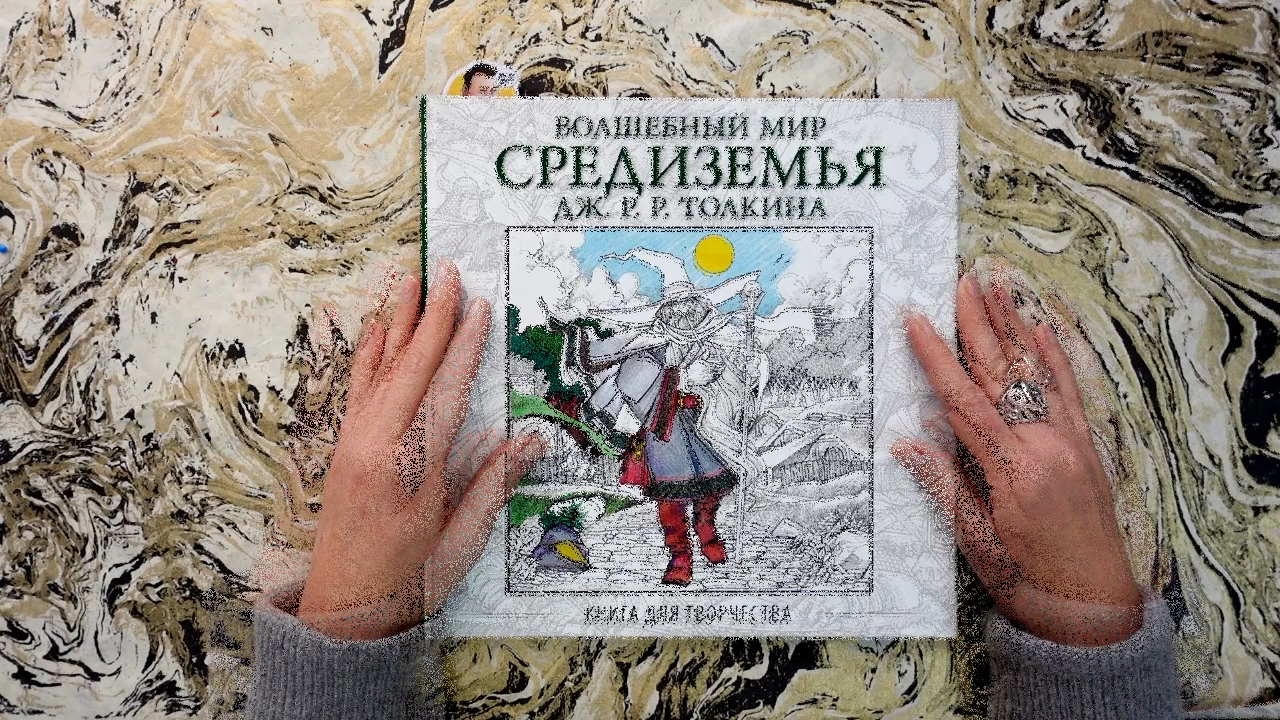 ВОЛШЕБНЫЙ МИР
СРЕДИЗЕМЬЯ
ДЖ. Р. Р. ТОЛКИНА
КНИГА ДЛЯ ТВОРЧЕСТВА